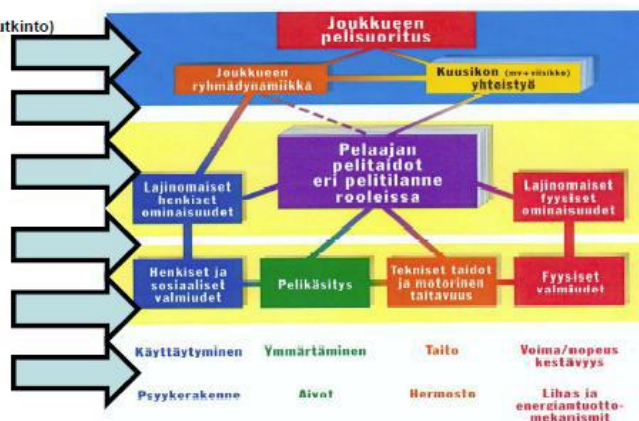 utkinto)
Joukkueen
pelisuoritus
Joukkueen
ryhmädynamiikka
Kuusikon (mv+viisikko)
yhteistyö
Pelaajan
pelitaidot
eri pelitilanne
rooleissa
Lajinomaiset
henkiset
ominaisuudet
Lajinomaiset
fyysiset
ominaisuudet
Henkiset ja
sosiaaliset
valmiudet
Pelikäsitys
Tekniset taidot
ja motorinen
taitavuus
Fyysiset
valmiudet
Käyttäytyminen
Ymmärtäminen
Taito
Voima/nopeus
kestävyys
Psyykerakenne
Aivot
Hermosto
Lihas ja
energiantuotto-
mekanismit